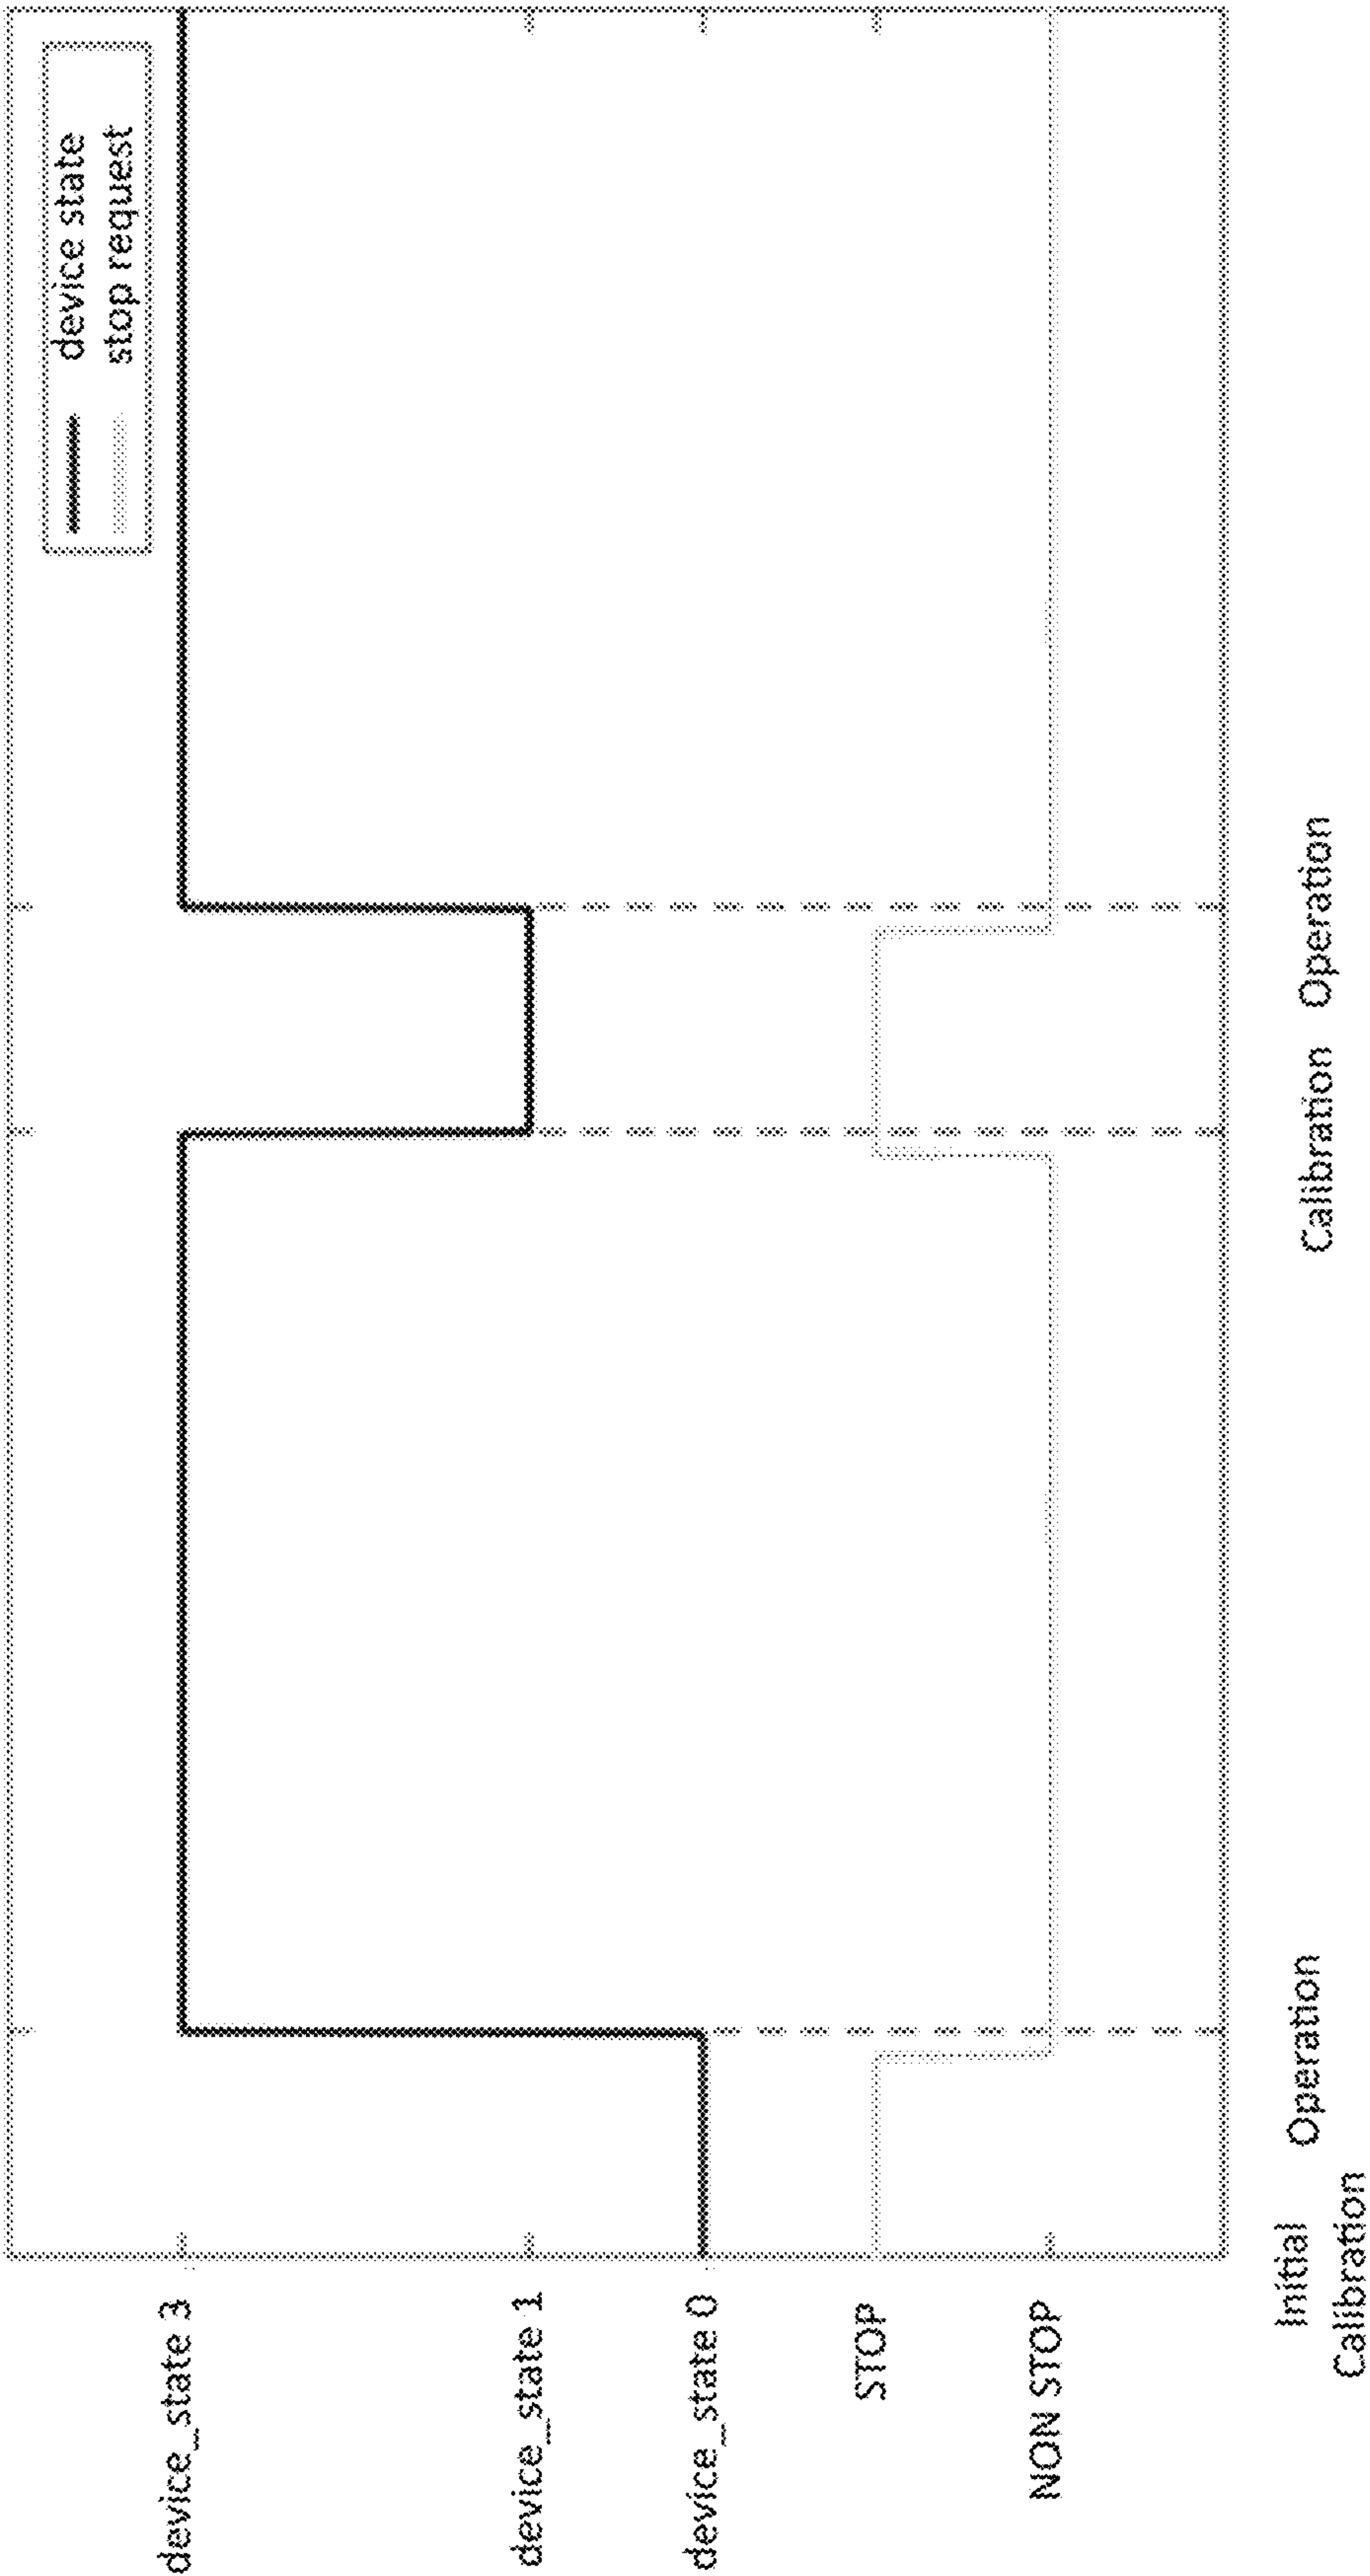 device state
stop request
device_state 3
device_state 1
device_state 0
STOP
NON STOP
Initial
Calibration
Operation
Calibration
Operation